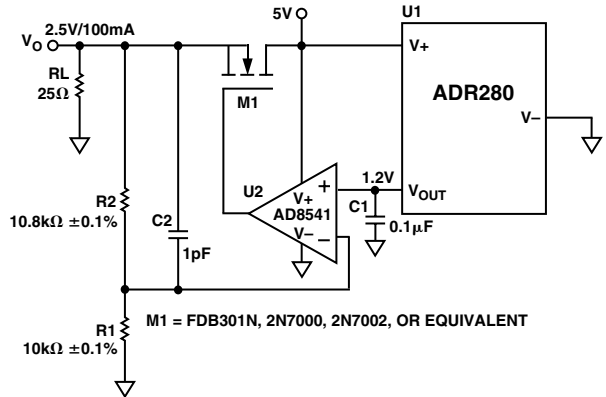 5V
U1
VO
2.5V/100mA
V+
RL
25Ω
M1
ADR280
V–
U2
1.2V
VOUT
V+
+
AD8541
V–
–
C1
0.1μF
R2
10.8kΩ ±0.1%
C2
1pF
R1
10kΩ ±0.1%
M1 = FDB301N, 2N7000, 2N7002, OR EQUIVALENT